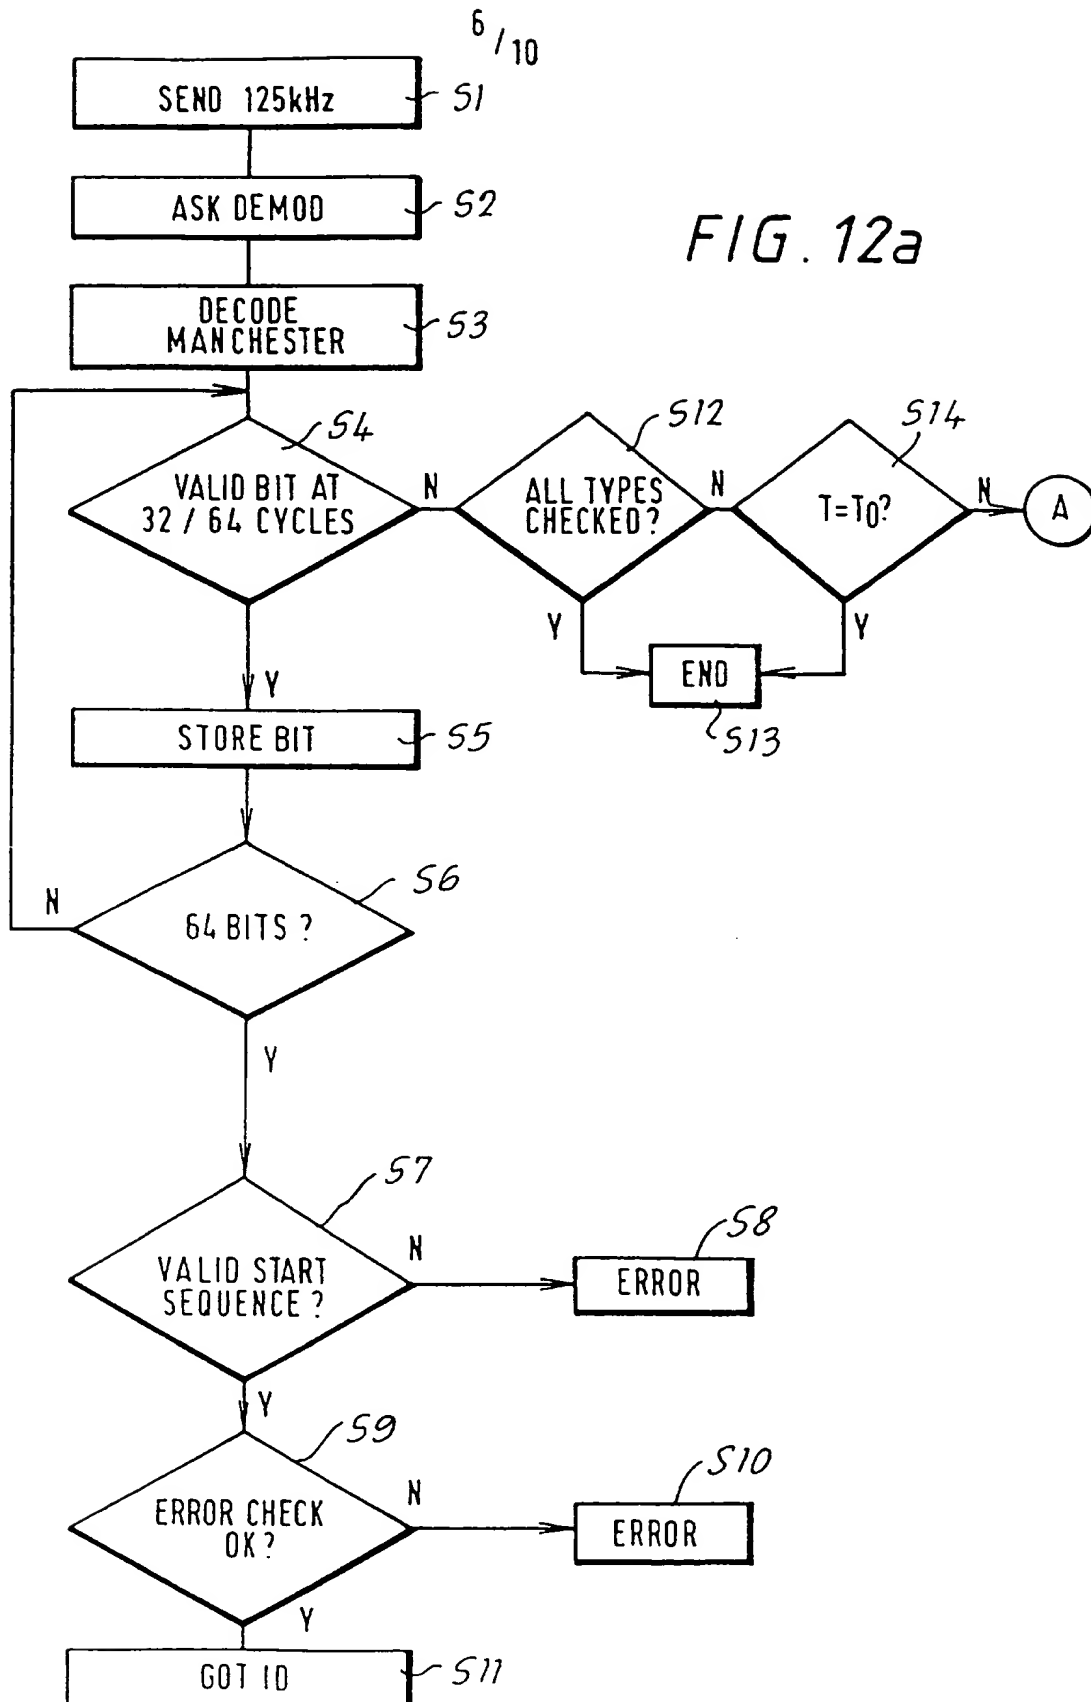 6/10
SEND 125kHz
S1
ASK DEMOD
S2
FIG. 12a
DECODE
MANCHESTER
S3
S4
VALID BIT AT
32 / 64 CYCLES
N
S12
ALL TYPES
CHECKED?
N
S14
T=T0?
N
A
Y
Y
END
S13
Y
STORE BIT
S5
N
S6
64 BITS ?
Y
S7
VALID START
SEQUENCE ?
N
S8
ERROR
Y
S9
ERROR CHECK
OK?
N
S10
ERROR
Y
GOT ID
S11